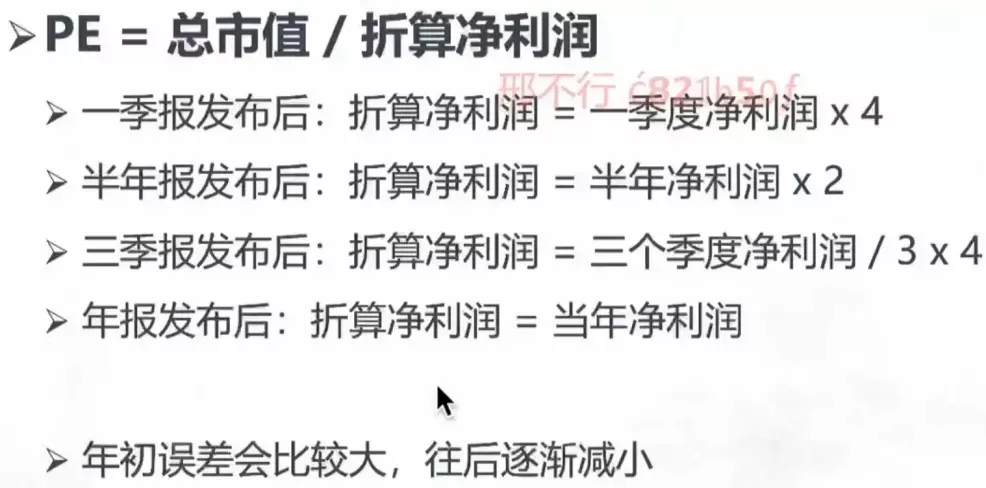 PE = 总市值 / 折算净利润
邢不行
一季报发布后：折算净利润 = 一季度净利润 x 4
半年报发布后：折算净利润 = 半年净利润 x 2
三季报发布后：折算净利润 = 三个季度净利润 / 3 x 4
年报发布后：折算净利润 = 当年净利润
年初误差会比较大，往后逐渐减小